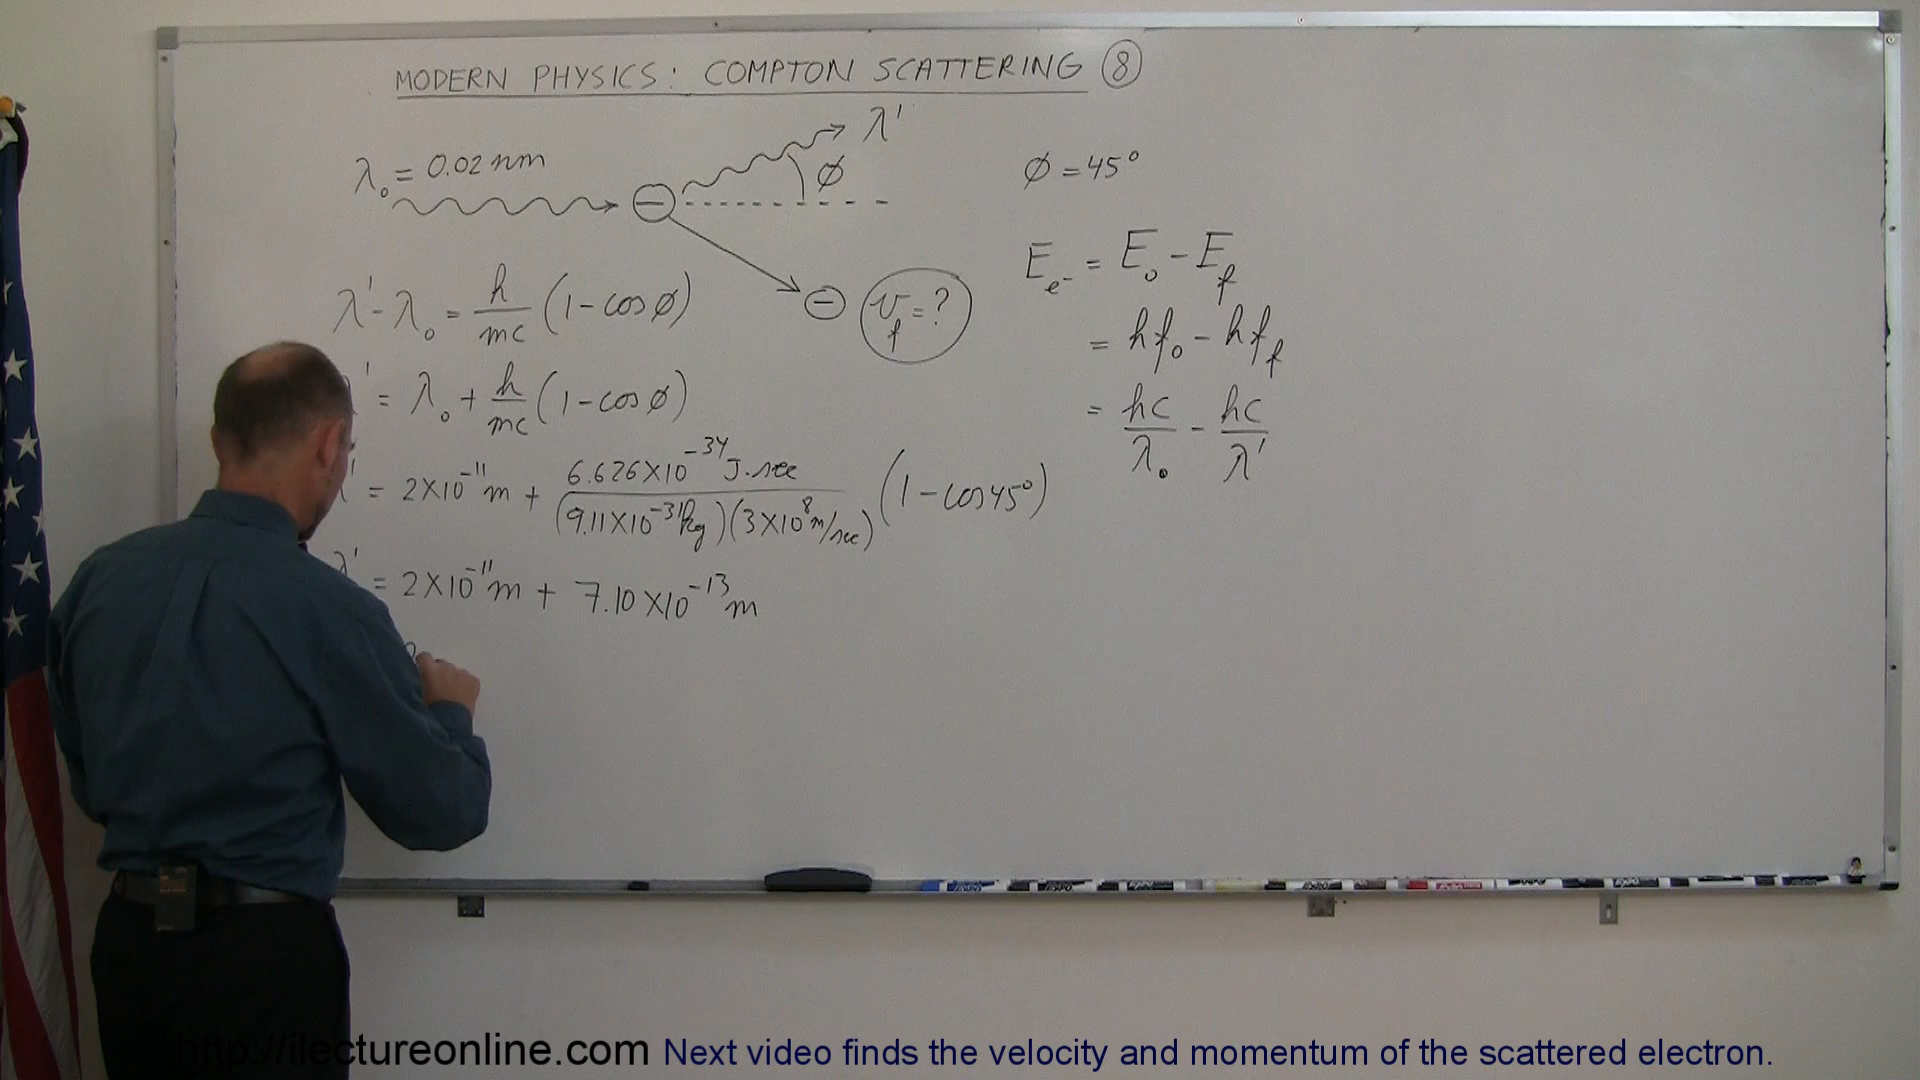 MODERN PHYSICS: COMPTON SCATTERING ⑧
λ'
λ₀ = 0.02 nm
ϕ
ϕ = 45°
E_e⁻ = E₀ - E_f
λ' - λ₀ = h/mc (1 - cos ϕ)
v_f = ?
= hf₀ - hf_f
' = λ₀ + h/mc (1 - cos ϕ)
= hc/λ₀ - hc/λ'
' = 2×10⁻¹¹ m + 6.626×10⁻³⁴ J·sec / (9.11×10⁻³¹ kg)(3×10⁸ m/sec) (1 - cos 45°)
λ' = 2×10⁻¹¹ m + 7.10×10⁻¹³ m
http://ilectureonline.com Next video finds the velocity and momentum of the scattered electron.